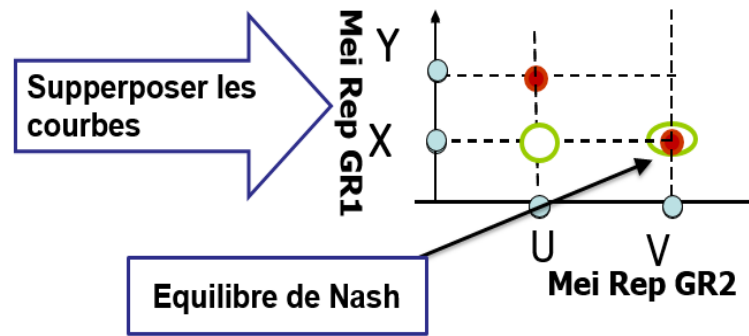 Supperposer les
courbes
Mei Rep GR1
Y
X
U
V
Mei Rep GR2
Equilibre de Nash